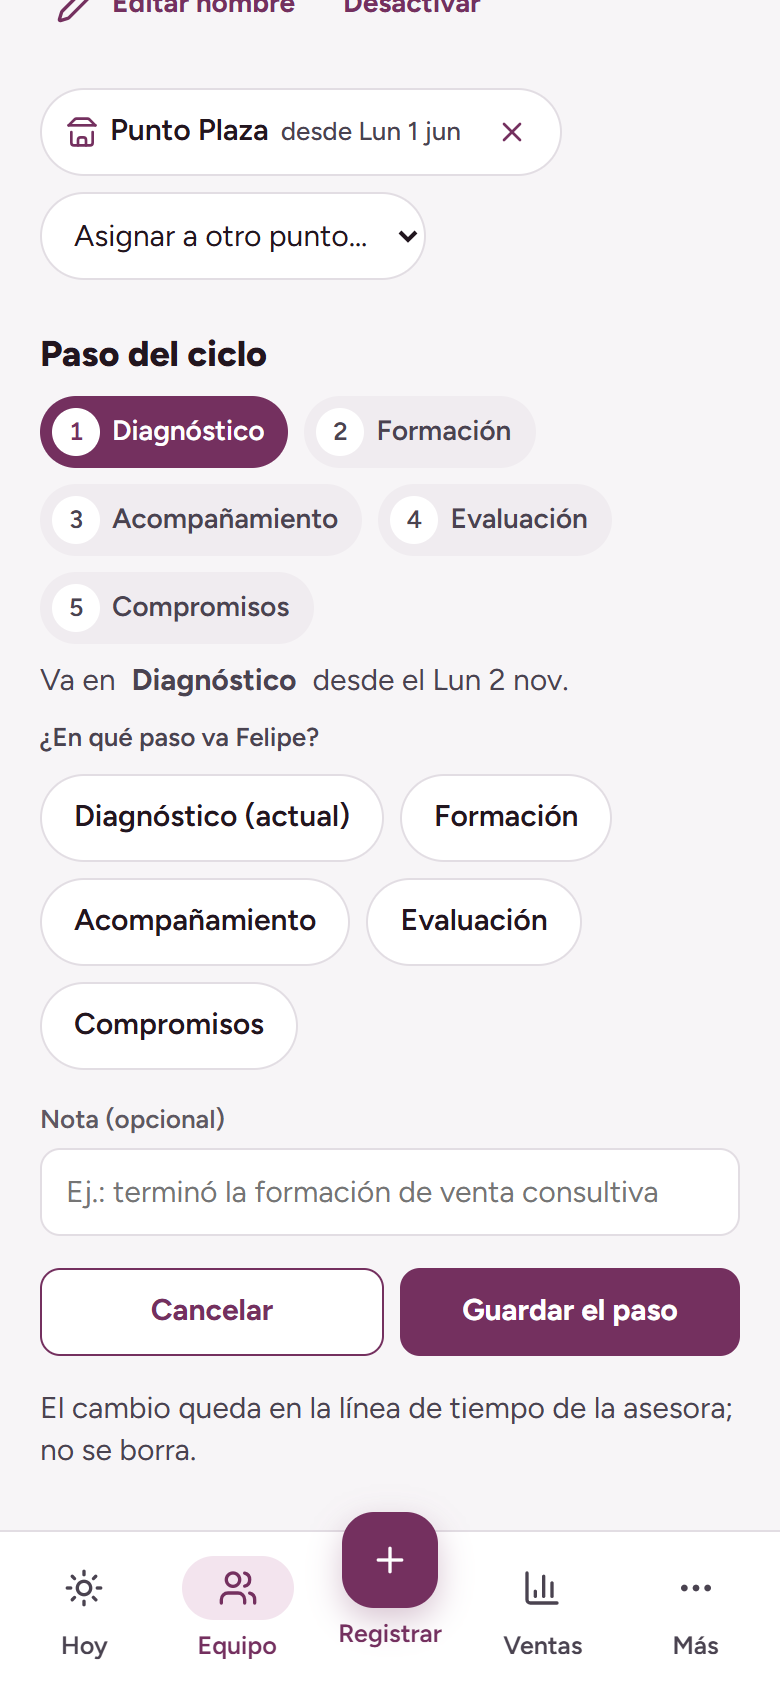 Editar nombre Desactivar
Punto Plaza desde Lun 1 jun
Asignar a otro punto...
Paso del ciclo
1 Diagnóstico 2 Formación
3 Acompañamiento 4 Evaluación
5 Compromisos
Va en Diagnóstico desde el Lun 2 nov.
¿En qué paso va Felipe?
Diagnóstico (actual) Formación
Acompañamiento Evaluación
Compromisos
Nota (opcional)
Ej.: terminó la formación de venta consultiva
Cancelar Guardar el paso
El cambio queda en la línea de tiempo de la asesora;
no se borra.
Hoy Equipo Registrar Ventas Más